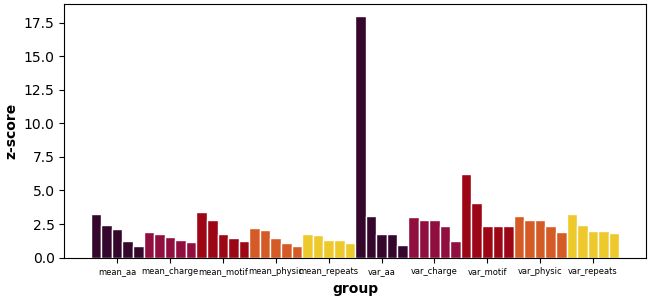 17.5
15.0
12.5
10.0
7.5
5.0
2.5
0.0
z-score
mean_aa mean_charge mean_motif mean_physic mean_repeats var_aa var_charge var_motif var_physic var_repeats
group